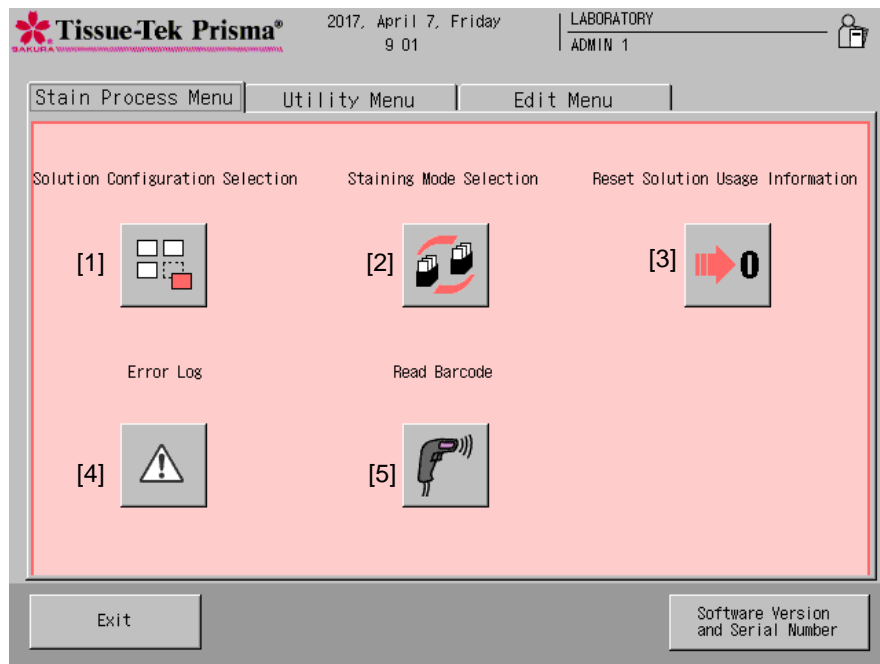 Tissue-Tek Prisma®
SAKURA
2017, April 7, Friday
9 01
LABORATORY
ADMIN 1
Stain Process Menu
Utility Menu
Edit Menu
Solution Configuration Selection
Staining Mode Selection
Reset Solution Usage Information
[1]
[2]
[3]
0
Error Log
Read Barcode
[4]
[5]
Exit
Software Version
and Serial Number